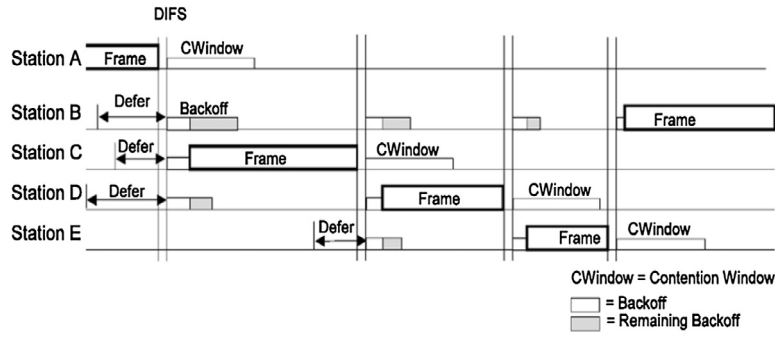 DIFS
Station A Frame CWindow
Station B Defer Backoff Frame
Station C Defer Frame CWindow
Station D Defer Frame CWindow
Station E Defer Frame CWindow
CWindow = Contention Window
= Backoff
= Remaining Backoff